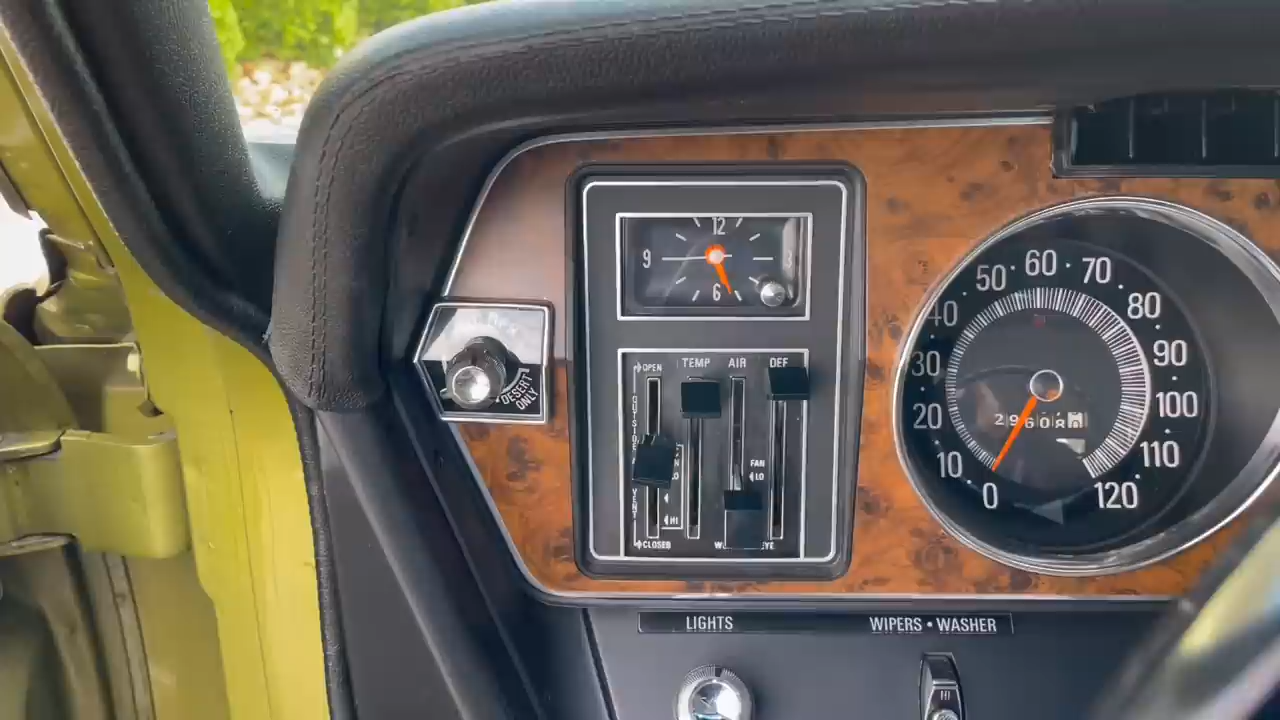 12
9
3
6
DESERT
ONLY
TEMP AIR DEF
OPEN
FAN
LO
HI
CLOSED
0 10 20 30 40 50 60 70 80 90 100 110 120
29608
LIGHTS
WIPERS • WASHER